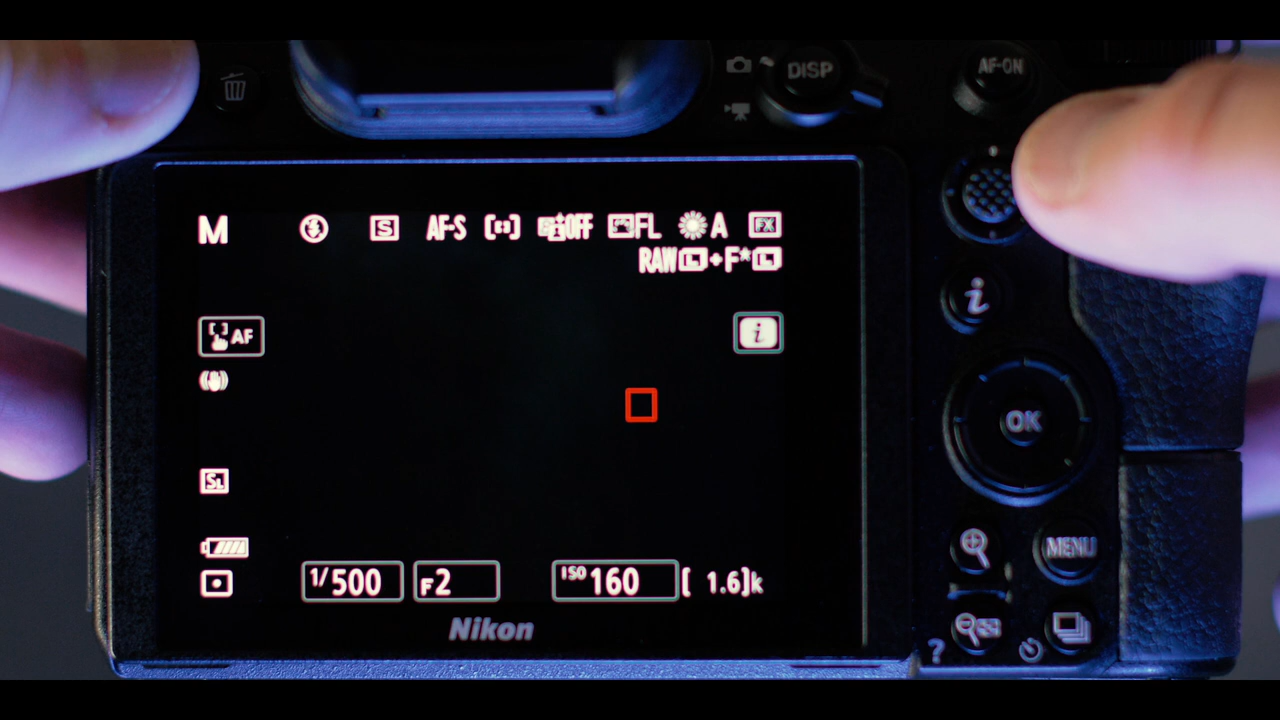 DISP
AF-ON
M S AF-S OFF FL A FX
RAW L + F* L
AF i
i
OK
SL
1/500 F2 ISO 160 [ 1.6]k
MENU
Nikon
?